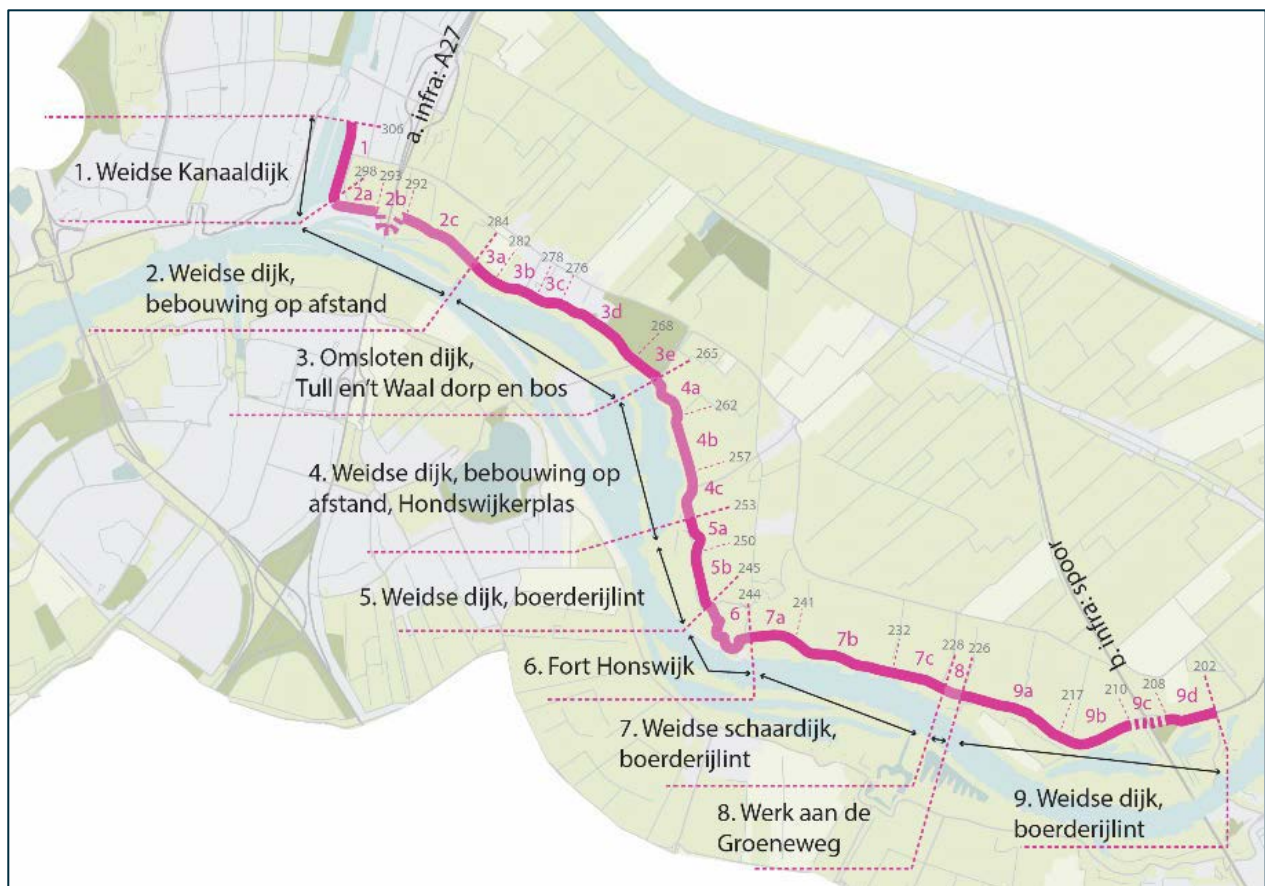 a. infra: A27
306
1
1. Weidse Kanaaldijk
298
293
292
2a
2b
2c
284
282
278
276
3a
3b
3c
3d
2. Weidse dijk,
bebouwing op afstand
268
3e
265
3. Omsloten dijk,
Tull en't Waal dorp en bos
4a
262
4b
257
4. Weidse dijk, bebouwing op
afstand, Hondswijkerplas
4c
253
5a
250
5b
245
244
5. Weidse dijk, boerderijlint
b. infra: spoor
6
7a
241
7b
232
7c
228
226
8
6. Fort Honswijk
9a
217
9b
210
9c
208
9d
202
7. Weidse schaardijk,
boerderijlint
8. Werk aan de
Groeneweg
9. Weidse dijk,
boerderijlint